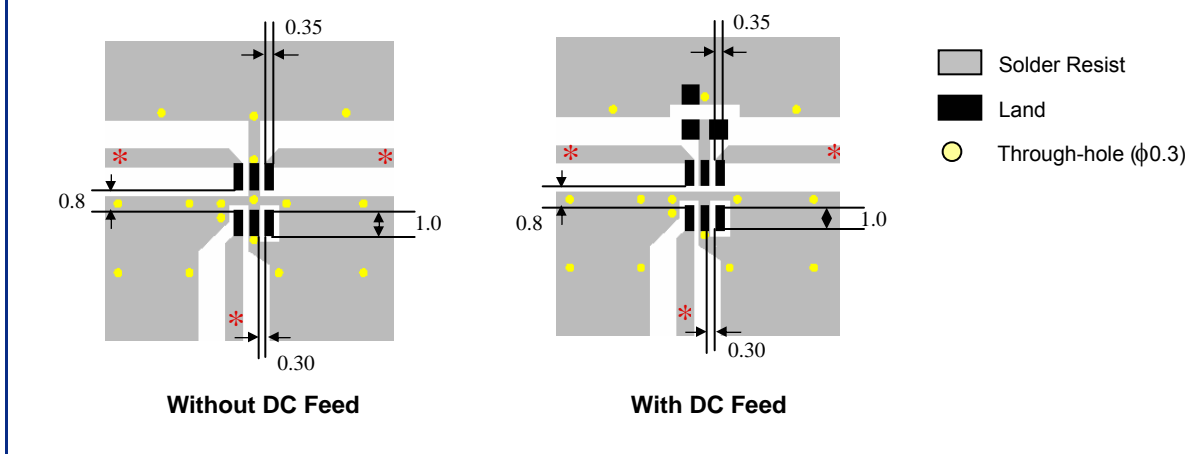 0.35
0.35
Solder Resist
Land
Through-hole (ϕ0.3)
*
*
*
*
0.8
1.0
0.8
1.0
*
*
0.30
0.30
Without DC Feed
With DC Feed